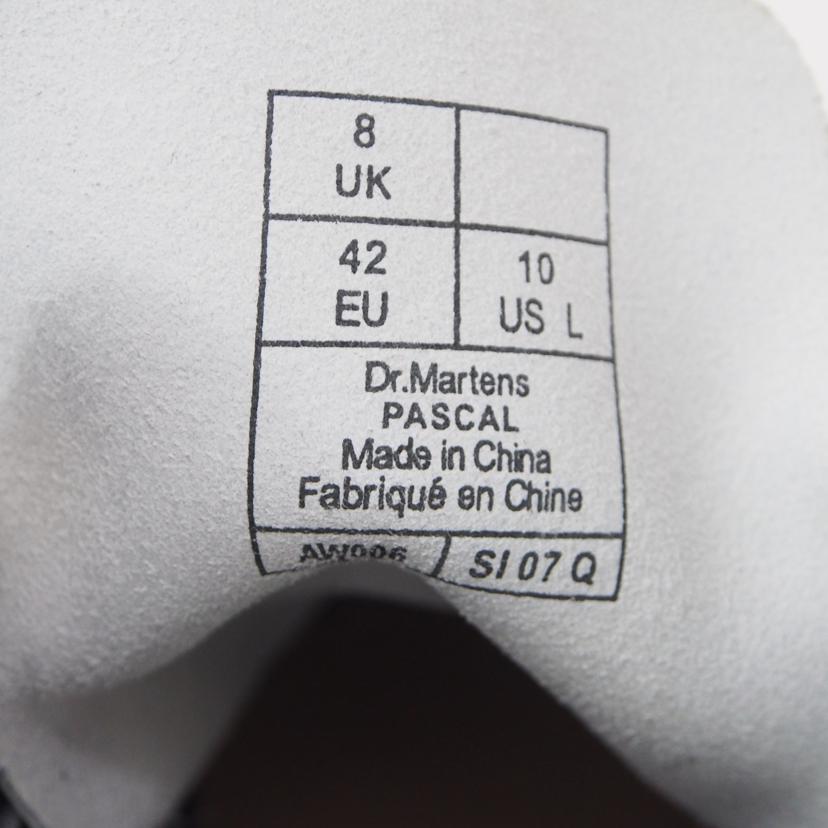 8
UK
42
EU
10
US L
Dr.Martens
PASCAL
Made in China
Fabriqué en Chine
SI 07 Q